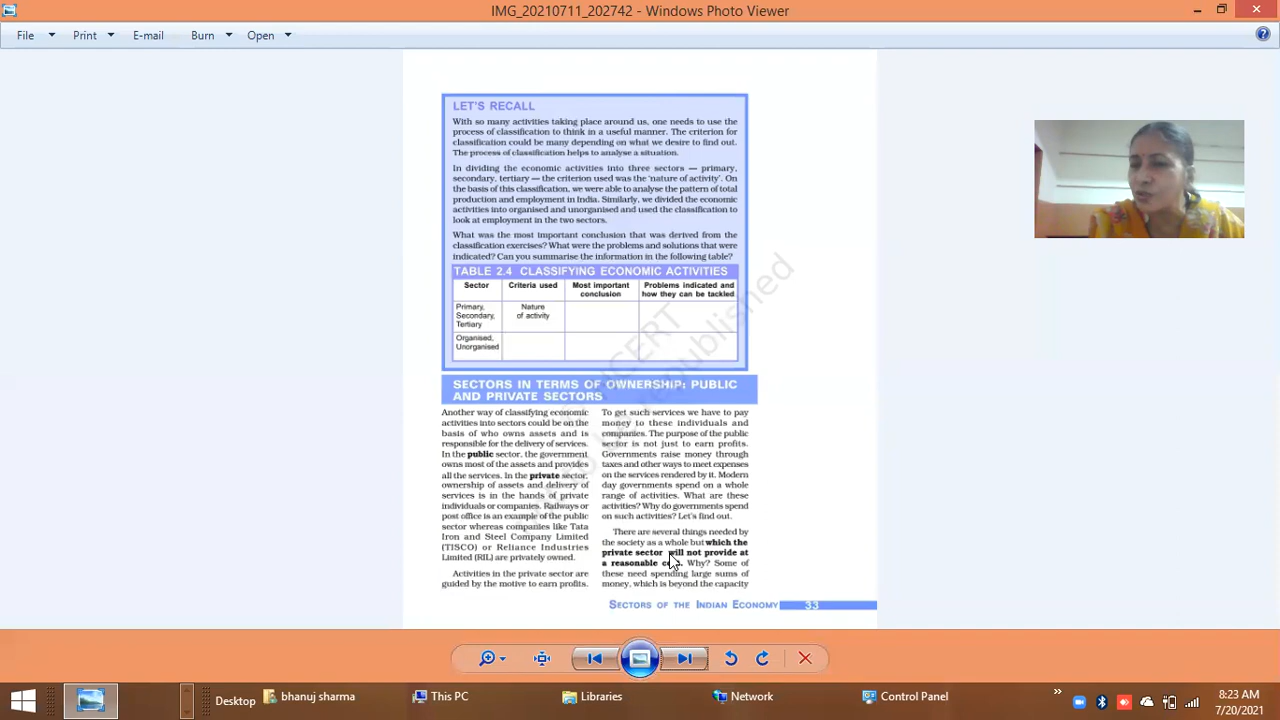 IMG_20210711_202742 - Windows Photo Viewer
File Print E-mail Burn Open
LET'S RECALL
With so many activities taking place around us, one needs to use the
process of classification to think in a useful manner. The criterion for
classification could be many depending on what we desire to find out.
The process of classification helps to analyse a situation.
In dividing the economic activities into three sectors — primary,
secondary, tertiary — the criterion used was the 'nature of activity'. On
the basis of this classification, we were able to analyse the pattern of total
production and employment in India. Similarly, we divided the economic
activities into organised and unorganised and used the classification to
look at employment in the two sectors.
What was the most important conclusion that was derived from the
classification exercises? What were the problems and solutions that were
indicated? Can you summarise the information in the following table?
TABLE 2.4 CLASSIFYING ECONOMIC ACTIVITIES
Sector Criteria used Most important conclusion Problems indicated and how they can be tackled
Primary, Secondary, Tertiary Nature of activity
Organised, Unorganised
SECTORS IN TERMS OF OWNERSHIP: PUBLIC
AND PRIVATE SECTORS
Another way of classifying economic
activities into sectors could be on the
basis of who owns assets and is
responsible for the delivery of services.
In the public sector, the government
owns most of the assets and provides
all the services. In the private sector,
ownership of assets and delivery of
services is in the hands of private
individuals or companies. Railways or
post office is an example of the public
sector whereas companies like Tata
Iron and Steel Company Limited
(TISCO) or Reliance Industries
Limited (RIL) are privately owned.
Activities in the private sector are
guided by the motive to earn profits.
To get such services we have to pay
money to these individuals and
companies. The purpose of the public
sector is not just to earn profits.
Governments raise money through
taxes and other ways to meet expenses
on the services rendered by it. Modern
day governments spend on a whole
range of activities. What are these
activities? Why do governments spend
on such activities? Let's find out.
There are several things needed by
the society as a whole but which the
private sector will not provide at
a reasonable Why? Some of
these need spending large sums of
money, which is beyond the capacity
SECTORS OF THE INDIAN ECONOMY 33
NCERT
republished
Desktop bhanuj sharma This PC Libraries Network Control Panel
8:23 AM
7/20/2021